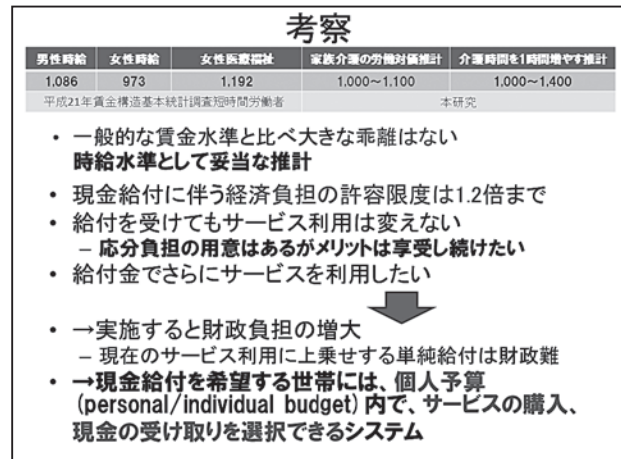 考察
男性時給 女性時給 女性医療福祉 家族介護の労働対価推計 介護時間を1時間増やす推計
1,086 973 1,192 1,000～1,100 1,000～1,400
平成21年賃金構造基本統計調査短時間労働者 本研究
• 一般的な賃金水準と比べ大きな乖離はない
時給水準として妥当な推計
• 現金給付に伴う経済負担の許容限度は1.2倍まで
• 給付を受けてもサービス利用は変えない
– 応分負担の用意はあるがメリットは享受し続けたい
• 給付金でさらにサービスを利用したい
• →実施すると財政負担の増大
– 現在のサービス利用に上乗せする単純給付は財政難
• →現金給付を希望する世帯には、個人予算
(personal/individual budget)内で、サービスの購入、
現金の受け取りを選択できるシステム